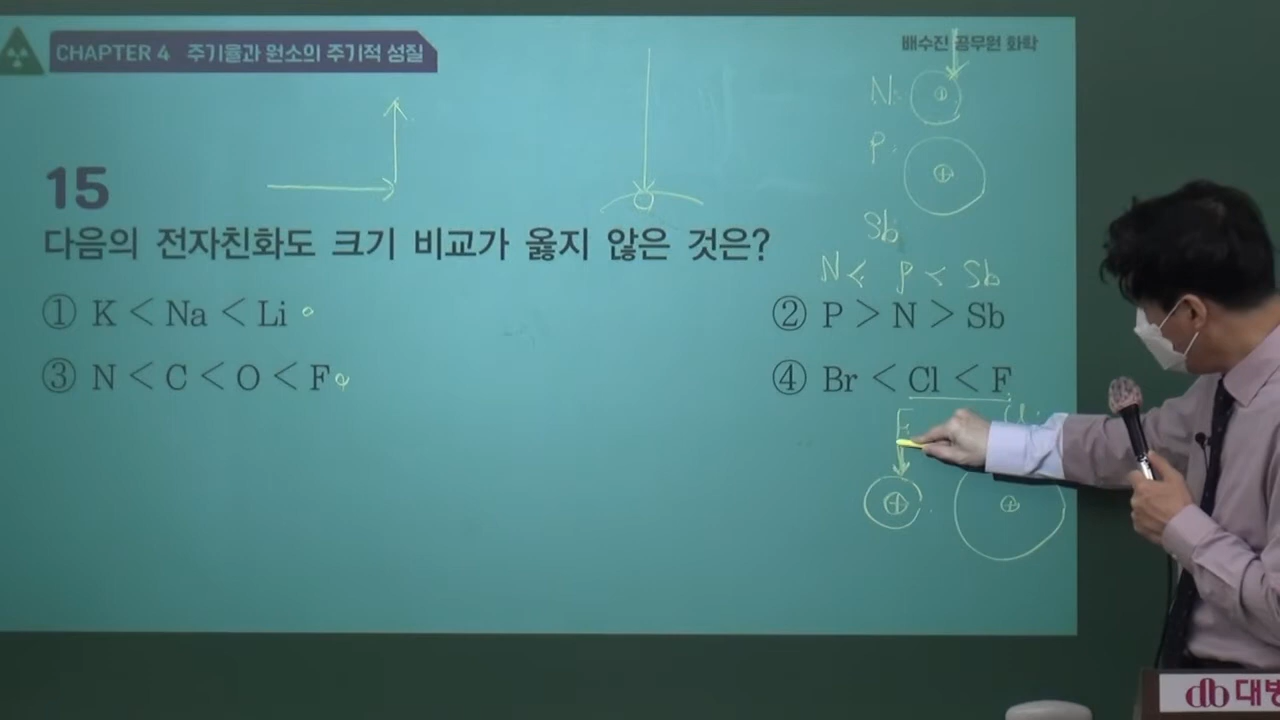 CHAPTER 4 주기율과 원소의 주기적 성질
배수진 공무원 화학
N.
P.
Sb
15
다음의 전자친화도 크기 비교가 옳지 않은 것은?
N < P < Sb
① K < Na < Li
② P > N > Sb
③ N < C < O < F
④ Br < Cl < F
F
Cl.